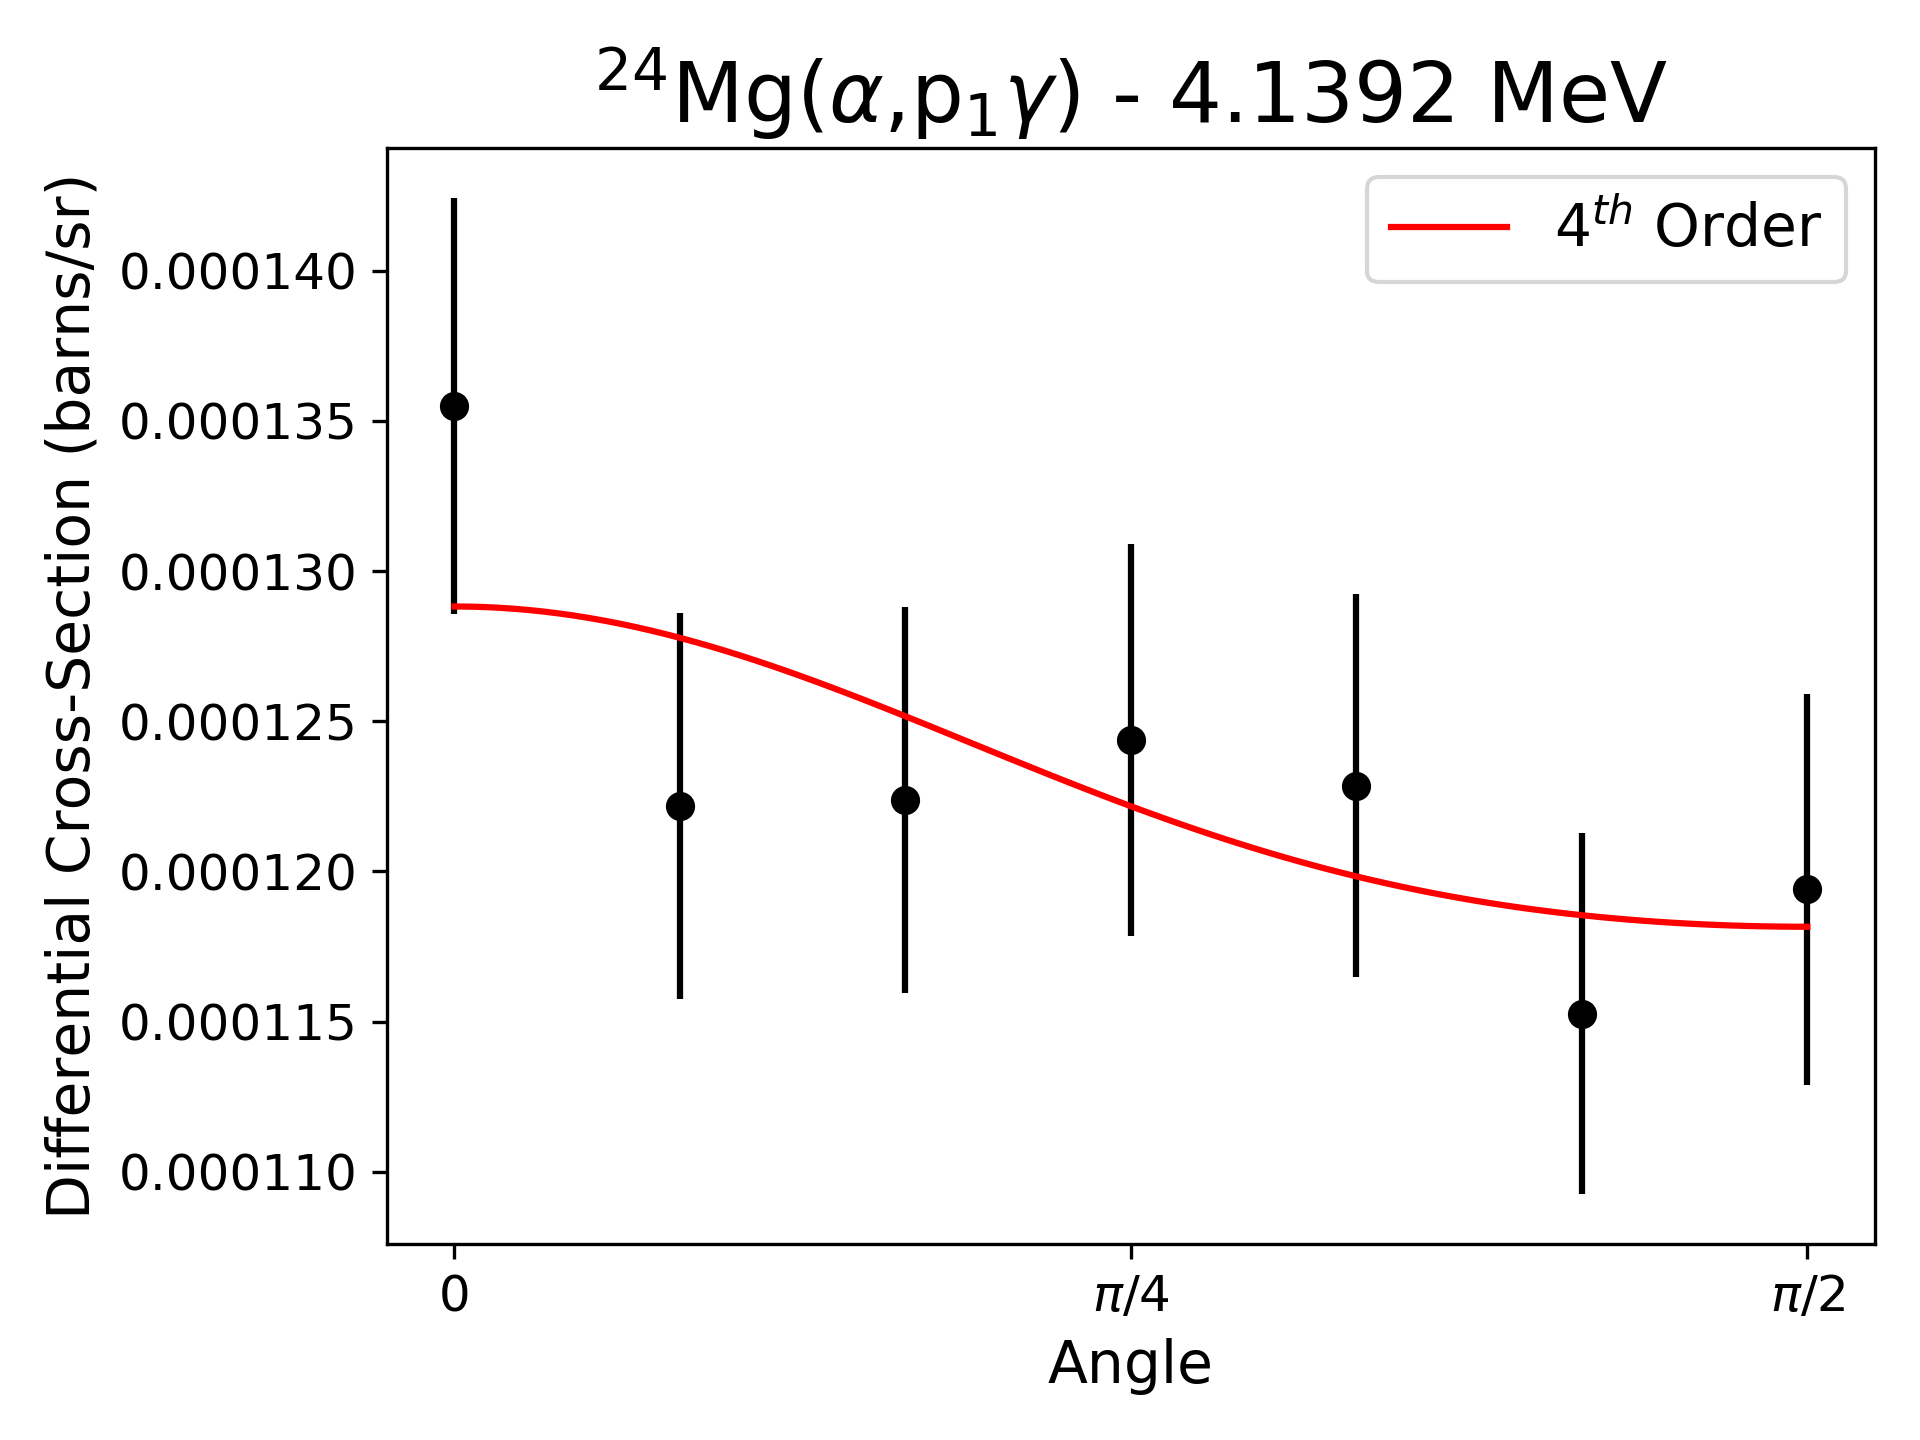 ²⁴Mg(α,p₁γ) - 4.1392 MeV
4ᵗʰ Order
Differential Cross-Section (barns/sr)
0.000140
0.000135
0.000130
0.000125
0.000120
0.000115
0.000110
0 π/4 π/2
Angle